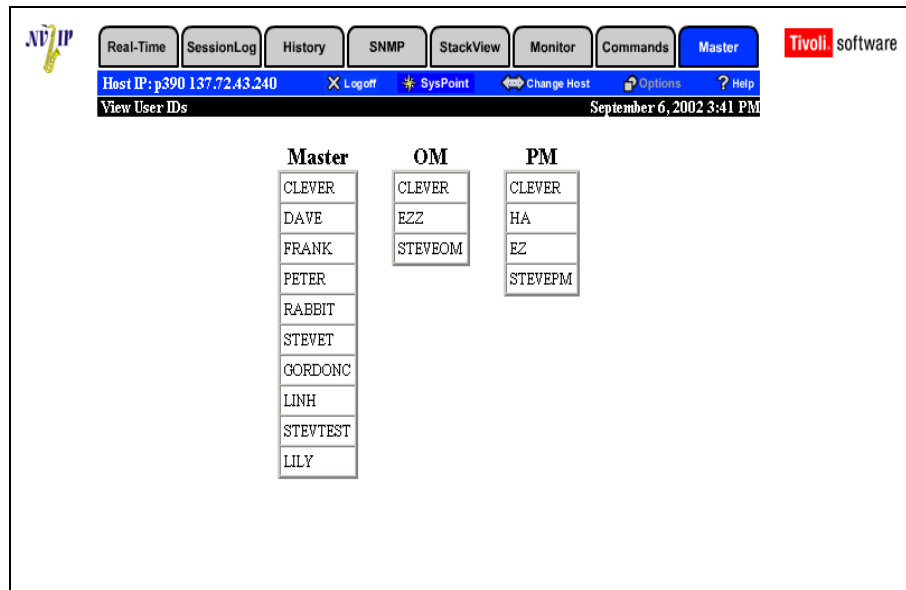 NV IP
Real-Time SessionLog History SNMP StackView Monitor Commands Master
Tivoli. software
Host IP: p390 137.72.43.240 Logoff SysPoint Change Host Options ? Help
View User IDs September 6, 2002 3:41 PM
Master OM PM
CLEVER CLEVER CLEVER
DAVE EZZ HA
FRANK STEVEOM EZ
PETER STEVEPM
RABBIT
STEVET
GORDONC
LINH
STEVTEST
LILY